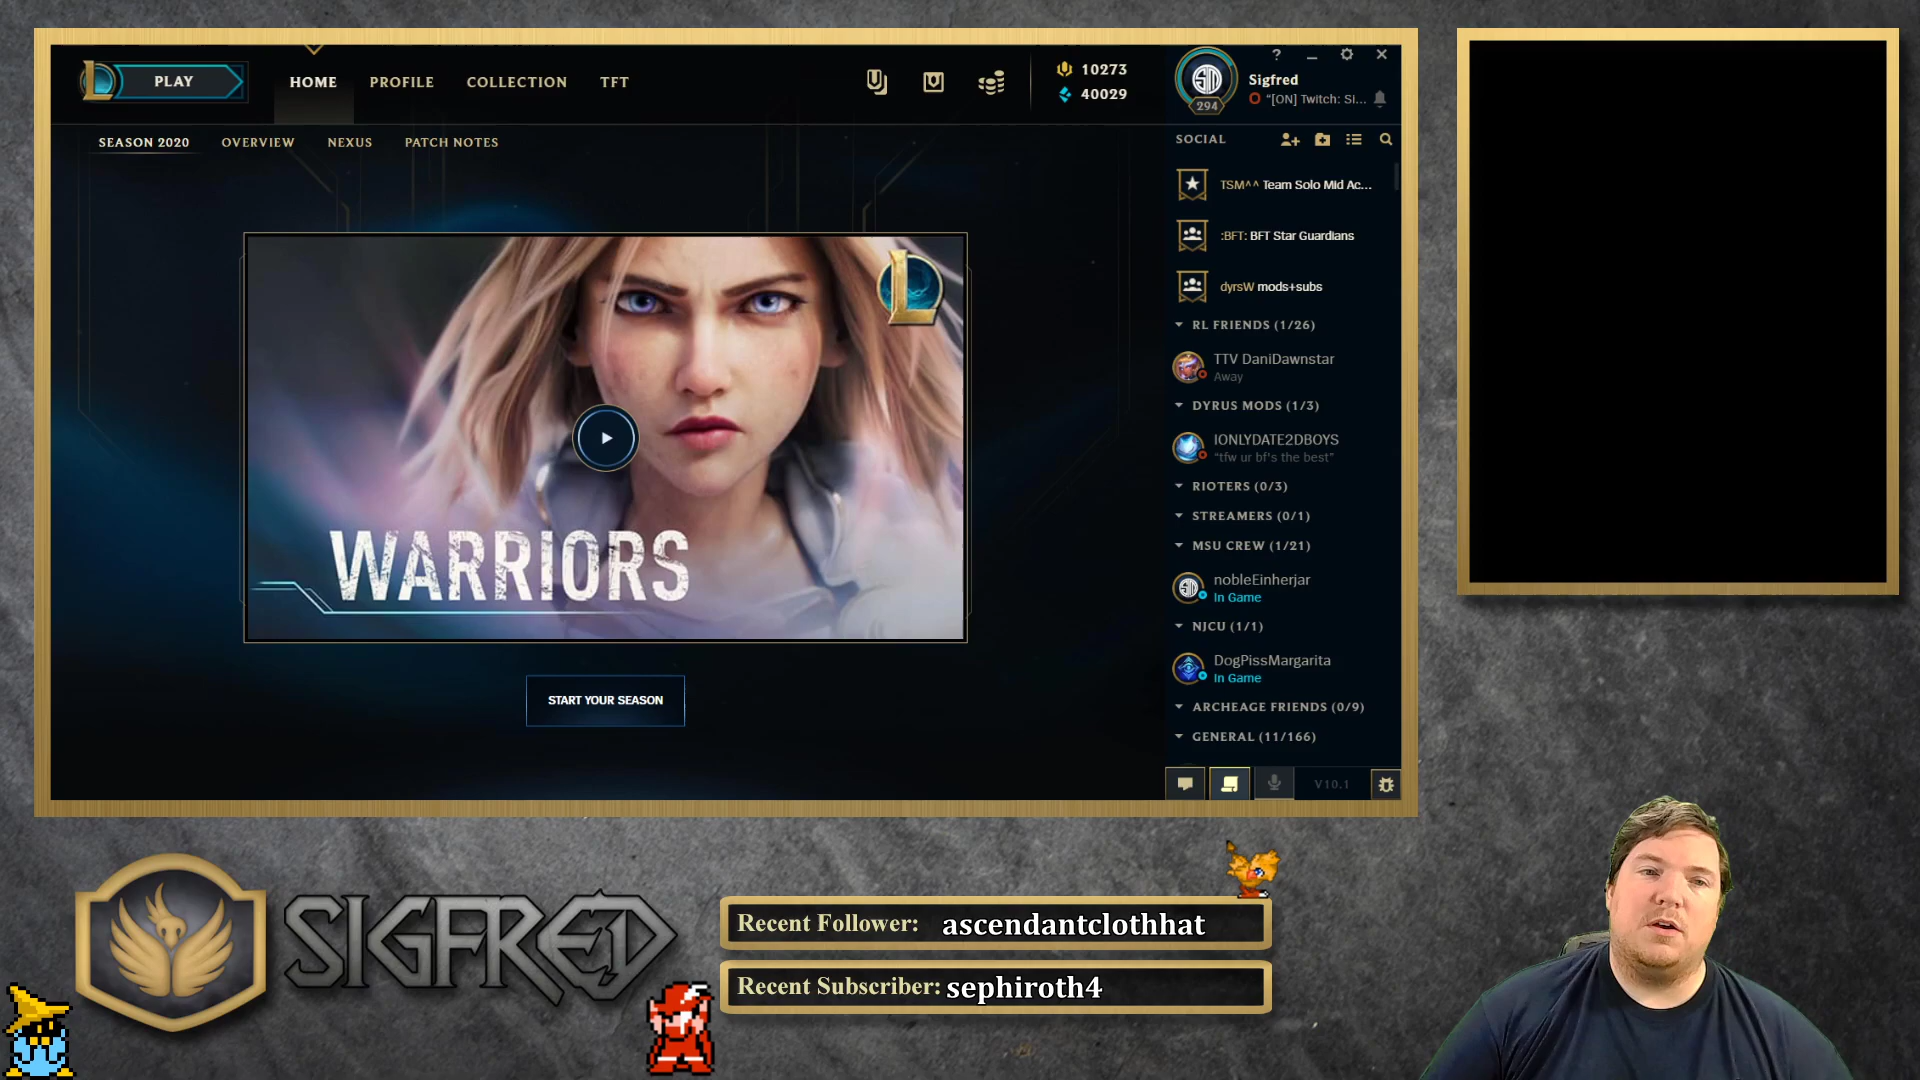 PLAY
HOME
PROFILE
COLLECTION
TFT
10273
40029
294
Sigfred
"[ON] Twitch: Si...
?
SEASON 2020
OVERVIEW
NEXUS
PATCH NOTES
SOCIAL
TSM^^ Team Solo Mid Ac...
:BFT: BFT Star Guardians
dyrsW mods+subs
RL FRIENDS (1/26)
TTV DaniDawnstar
Away
DYRUS MODS (1/3)
IONLYDATE2DBOYS
"tfw ur bf's the best"
RIOTERS (0/3)
STREAMERS (0/1)
MSU CREW (1/21)
nobleEinherjar
In Game
NJCU (1/1)
DogPissMargarita
In Game
ARCHEAGE FRIENDS (0/9)
GENERAL (11/166)
V10.1
WARRIORS
START YOUR SEASON
SIGFRED
Recent Follower: ascendantclothhat
Recent Subscriber: sephiroth4